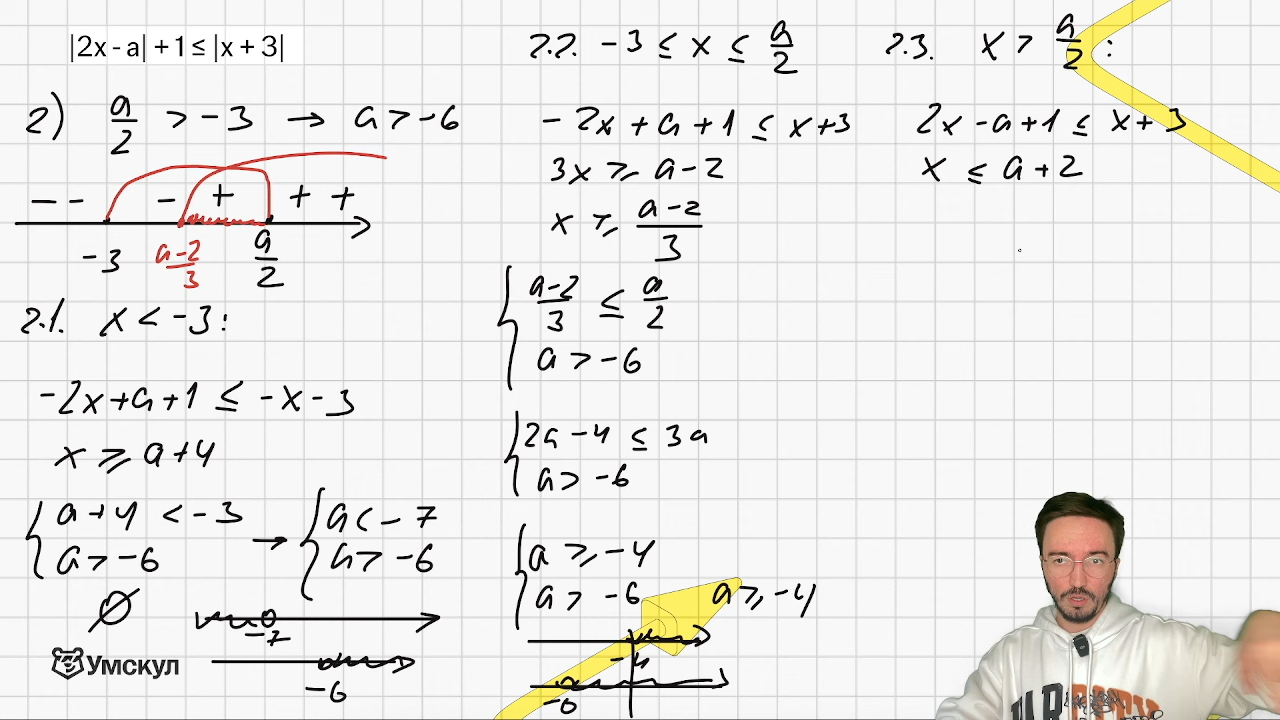 |2x - a| + 1 ≤ |x + 3|
2) a/2 > -3 → a > -6
- - - + + +
-3 a-2/3 a/2
2.1. x < -3:
-2x+a+1 ≤ -x-3
x ≥ a+4
{ a+4 < -3
a > -6
→ { a < -7
a > -6
∅
-7
-6
Умскул
2.2. -3 ≤ x ≤ a/2
-2x+a+1 ≤ x+3
3x ≥ a-2
x ≥ a-2/3
{ a-2/3 ≤ a/2
a > -6
{ 2a-4 ≤ 3a
a > -6
{ a ≥ -4
a > -6 a ≥ -4
-4
-6
2.3. x > a/2 :
2x-a+1 ≤ x+3
x ≤ a+2